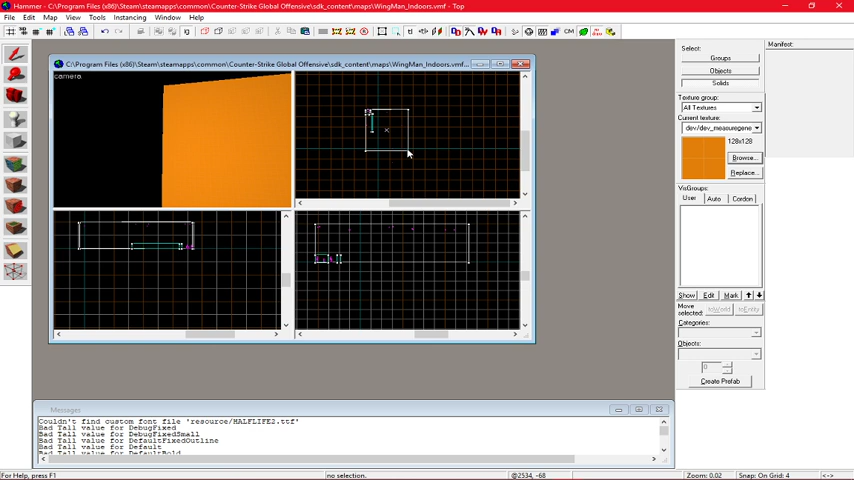 Hammer - C:\Program Files (x86)\Steam\steamapps\common\Counter-Strike Global Offensive\sdk_content\maps\WingMan_Indoors.vmf - Top
File Edit Map View Tools Instancing Window Help
C:\Program Files (x86)\Steam\steamapps\common\Counter-Strike Global Offensive\sdk_content\maps\WingMan_Indoors.vmf...
camera
Select:
Groups
Objects
Solids
Texture group:
All Textures
Current texture:
dev/dev_measuregene
128x128
Browse...
Replace...
VisGroups:
User Auto Cordon
Show Edit Mark
Move selected: toWorld toEntity
Categories:
Objects:
0
Create Prefab
Manifest:
Messages
Couldn't find custom font file 'resource/HALFLIFE2.ttf'
Bad Tall value for DebugFixed
Bad Tall value for DebugFixedSmall
Bad Tall value for DefaultFixedOutline
Bad Tall value for Default
Bad Tall value for DefaultBold
For Help, press F1
no selection.
@2534, -68
Zoom: 0.02
Snap: On Grid: 4
<->